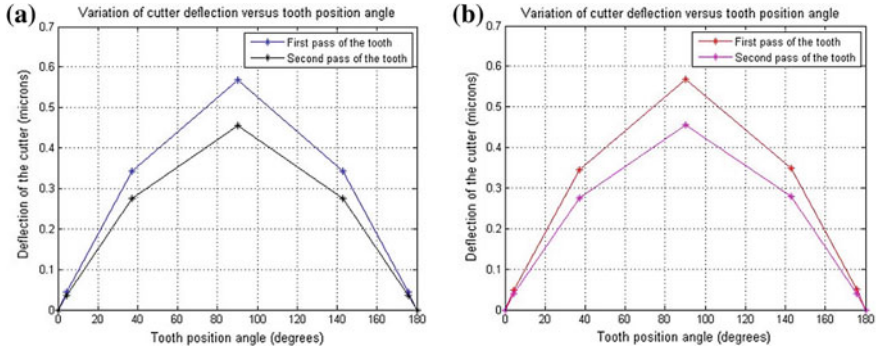 (a)
Variation of cutter deflection versus tooth position angle
0.7
0.6
0.5
0.4
0.3
0.2
0.1
0
Deflection of the cutter (microns)
First pass of the tooth
Second pass of the tooth
0 20 40 60 80 100 120 140 160 180
Tooth position angle (degrees)
(b)
Variation of cutter deflection versus tooth position angle
0.7
0.6
0.5
0.4
0.3
0.2
0.1
0
Deflection of the cutter (microns)
First pass of the tooth
Second pass of the tooth
0 20 40 60 80 100 120 140 160 180
Tooth position angle (degrees)